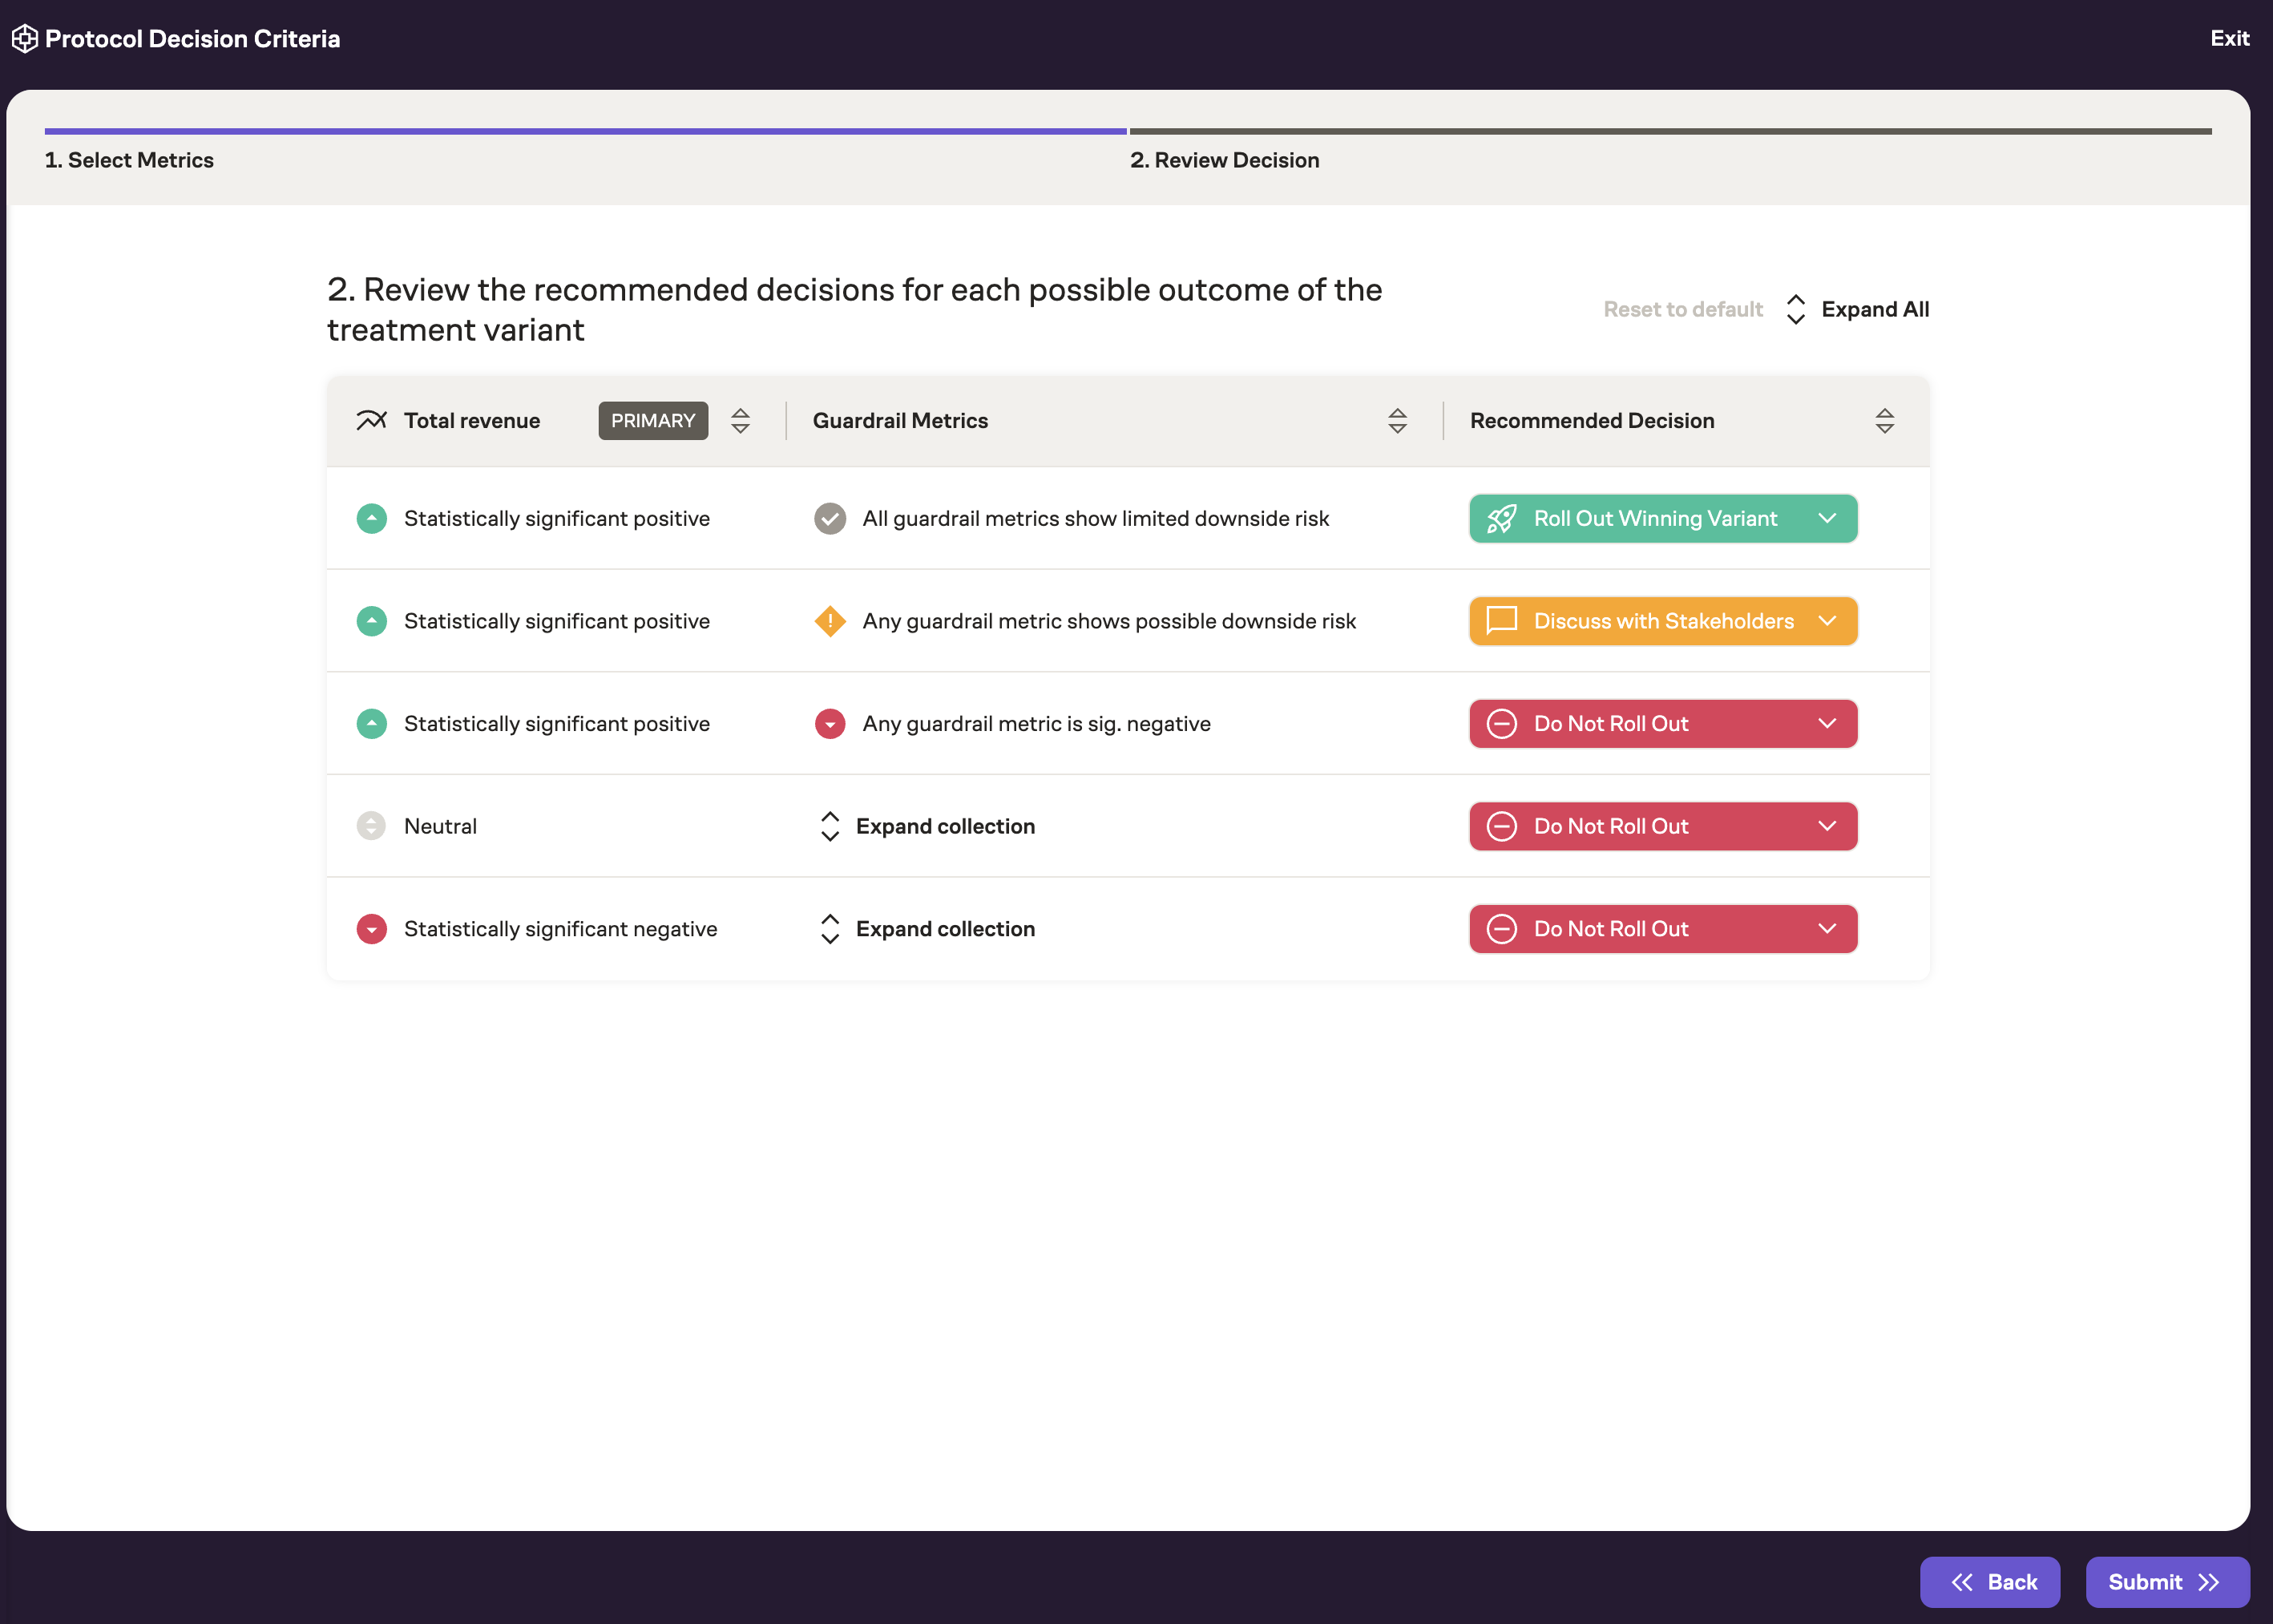 Protocol Decision Criteria
Exit
1. Select Metrics
2. Review Decision
2. Review the recommended decisions for each possible outcome of the
treatment variant
Reset to default
Expand All
Total revenue PRIMARY Guardrail Metrics Recommended Decision
Statistically significant positive All guardrail metrics show limited downside risk Roll Out Winning Variant
Statistically significant positive Any guardrail metric shows possible downside risk Discuss with Stakeholders
Statistically significant positive Any guardrail metric is sig. negative Do Not Roll Out
Neutral Expand collection Do Not Roll Out
Statistically significant negative Expand collection Do Not Roll Out
Back
Submit